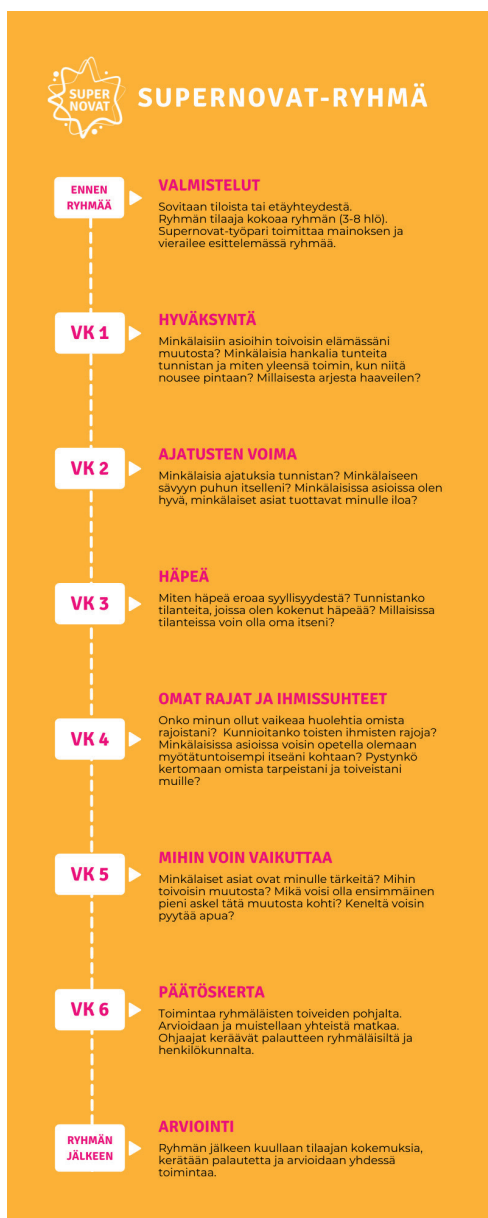 SUPER
NOVAT
SUPERNOVAT-RYHMÄ
ENNEN
RYHMÄÄ
VALMISTELUT
Sovitaan tiloista tai etäyhteydestä.
Ryhmän tilaaja kokoaa ryhmän (3-8 hlö).
Supernovat-työpari toimittaa mainoksen ja
vierailee esittelemässä ryhmää.
VK 1
HYVÄKSYNTÄ
Minkälaisiin asioihin toivoisin elämässäni
muutosta? Minkälaisia hankalia tunteita
tunnistan ja miten yleensä toimin, kun niitä
nousee pintaan? Millaisesta arjesta haaveilen?
VK 2
AJATUSTEN VOIMA
Minkälaisia ajatuksia tunnistan? Minkälaiseen
sävyyn puhun itselleni? Minkälaisissa asioissa olen
hyvä, minkälaiset asiat tuottavat minulle iloa?
VK 3
HÄPEÄ
Miten häpeä eroaa syyllisyydestä? Tunnistanko
tilanteita, joissa olen kokenut häpeää? Millaisissa
tilanteissa voin olla oma itseni?
VK 4
OMAT RAJAT JA IHMISSUHTEET
Onko minun ollut vaikeaa huolehtia omista
rajoistani? Kunnioitanko toisten ihmisten rajoja?
Minkälaisissa asioissa voisin opetella olemaan
myötätuntoisempi itseäni kohtaan? Pystynkö
kertomaan omista tarpeistani ja toiveistani
muille?
VK 5
MIHIN VOIN VAIKUTTAA
Minkälaiset asiat ovat minulle tärkeitä? Mihin
toivoisin muutosta? Mikä voisi olla ensimmäinen
pieni askel tätä muutosta kohti? Keneltä voisin
pyytää apua?
VK 6
PÄÄTÖSKERTA
Toimintaa ryhmäläisten toiveiden pohjalta.
Arvioidaan ja muistellaan yhteistä matkaa.
Ohjaajat keräävät palautteen ryhmäläisiltä ja
henkilökunnalta.
RYHMÄN
JÄLKEEN
ARVIOINTI
Ryhmän jälkeen kuullaan tilaajan kokemuksia,
kerätään palautetta ja arvioidaan yhdessä
toimintaa.